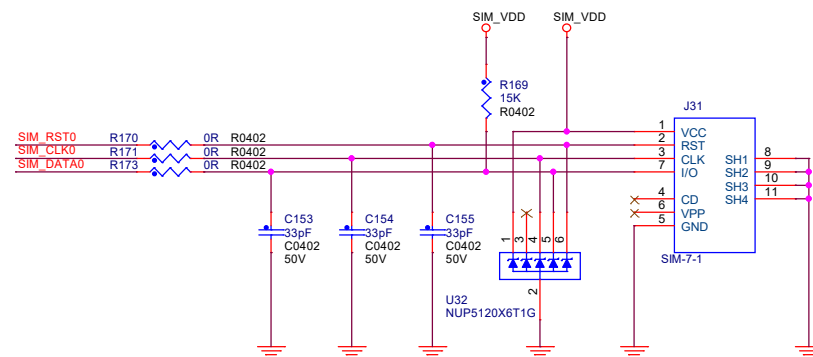 SIM_VDD
SIM_VDD
R169
15K
R0402
J31
SIM_RST0 R170 0R R0402
SIM_CLK0 R171 0R R0402
SIM_DATA0 R173 0R R0402
1 VCC
2 RST
3 CLK
7 I/O
4 CD
6 VPP
5 GND
SH1 8
SH2 9
SH3 10
SH4 11
SIM-7-1
C153
33pF
C0402
50V
C154
33pF
C0402
50V
C155
33pF
C0402
50V
1 3 4 5 6
2
U32
NUP5120X6T1G